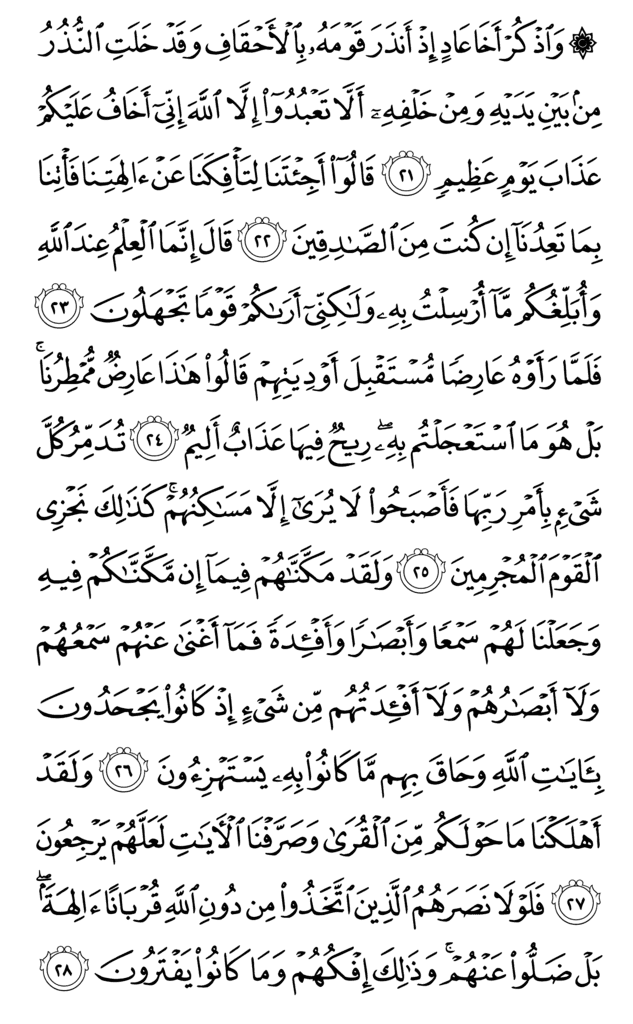 ۞ وَٱذْكُرْ أَخَا عَادٍ إِذْ أَنذَرَ قَوْمَهُۥ بِٱلْأَحْقَافِ وَقَدْ خَلَتِ ٱلنُّذُرُ
مِنۢ بَيْنِ يَدَيْهِ وَمِنْ خَلْفِهِۦٓ أَلَّا تَعْبُدُوٓا۟ إِلَّا ٱللَّهَ إِنِّىٓ أَخَافُ عَلَيْكُمْ
عَذَابَ يَوْمٍ عَظِيمٍ ٢١ قَالُوٓا۟ أَجِئْتَنَا لِتَأْفِكَنَا عَنْ ءَالِهَتِنَا فَأْتِنَا
بِمَا تَعِدُنَآ إِن كُنتَ مِنَ ٱلصَّـٰدِقِينَ ٢٢ قَالَ إِنَّمَا ٱلْعِلْمُ عِندَ ٱللَّهِ
وَأُبَلِّغُكُم مَّآ أُرْسِلْتُ بِهِۦ وَلَـٰكِنِّىٓ أَرَىٰكُمْ قَوْمًا تَجْهَلُونَ ٢٣
فَلَمَّا رَأَوْهُ عَارِضًا مُّسْتَقْبِلَ أَوْدِيَتِهِمْ قَالُوا۟ هَـٰذَا عَارِضٌ مُّمْطِرُنَا ۚ
بَلْ هُوَ مَا ٱسْتَعْجَلْتُم بِهِۦ ۖ رِيحٌ فِيهَا عَذَابٌ أَلِيمٌ ٢٤ تُدَمِّرُ كُلَّ
شَىْءٍۭ بِأَمْرِ رَبِّهَا فَأَصْبَحُوا۟ لَا يُرَىٰٓ إِلَّا مَسَـٰكِنُهُمْ ۚ كَذَٰلِكَ نَجْزِى
ٱلْقَوْمَ ٱلْمُجْرِمِينَ ٢٥ وَلَقَدْ مَكَّنَّـٰهُمْ فِيمَآ إِن مَّكَّنَّـٰكُمْ فِيهِ
وَجَعَلْنَا لَهُمْ سَمْعًا وَأَبْصَـٰرًا وَأَفْـِٔدَةً فَمَآ أَغْنَىٰ عَنْهُمْ سَمْعُهُمْ
وَلَآ أَبْصَـٰرُهُمْ وَلَآ أَفْـِٔدَتُهُم مِّن شَىْءٍ إِذْ كَانُوا۟ يَجْحَدُونَ
بِـَٔايَـٰتِ ٱللَّهِ وَحَاقَ بِهِم مَّا كَانُوا۟ بِهِۦ يَسْتَهْزِءُونَ ٢٦ وَلَقَدْ
أَهْلَكْنَا مَا حَوْلَكُم مِّنَ ٱلْقُرَىٰ وَصَرَّفْنَا ٱلْـَٔايَـٰتِ لَعَلَّهُمْ يَرْجِعُونَ
٢٧ فَلَوْلَا نَصَرَهُمُ ٱلَّذِينَ ٱتَّخَذُوا۟ مِن دُونِ ٱللَّهِ قُرْبَانًا ءَالِهَةًۢ ۖ
بَلْ ضَلُّوا۟ عَنْهُمْ ۚ وَذَٰلِكَ إِفْكُهُمْ وَمَا كَانُوا۟ يَفْتَرُونَ ٢٨